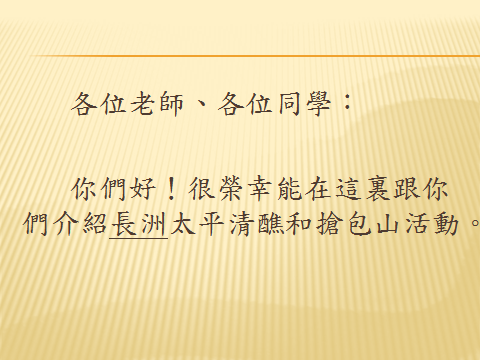 各位老師、各位同學：
你們好！很榮幸能在這裏跟你
們介紹長洲太平清醮和搶包山活動。